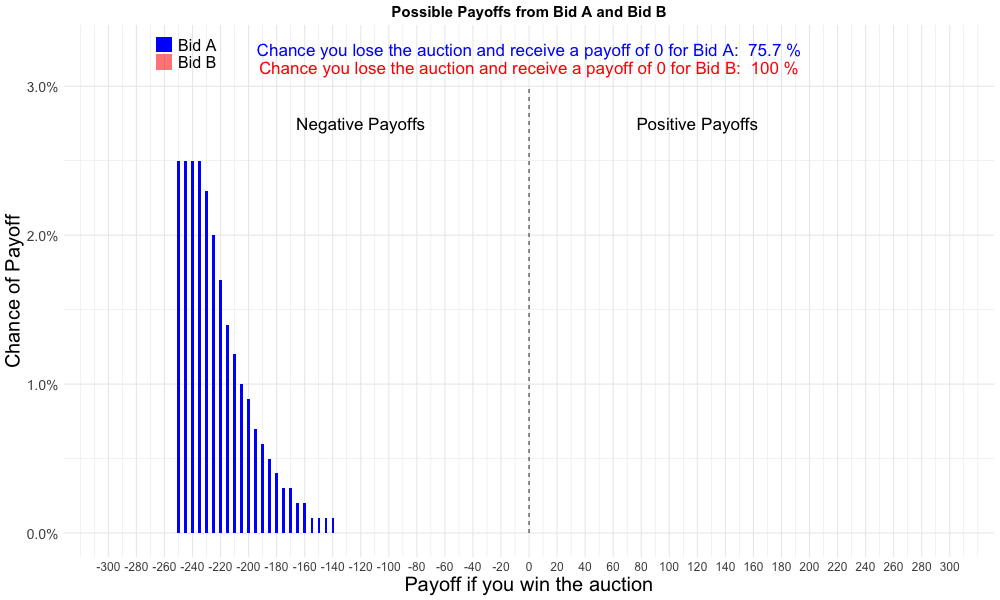 Possible Payoffs from Bid A and Bid B
Bid A
Bid B
Chance you lose the auction and receive a payoff of 0 for Bid A:  75.7 %
Chance you lose the auction and receive a payoff of 0 for Bid B:  100 %
Negative Payoffs
Positive Payoffs
Chance of Payoff
3.0%
2.0%
1.0%
0.0%
-300 -280 -260 -240 -220 -200 -180 -160 -140 -120 -100 -80 -60 -40 -20 0 20 40 60 80 100 120 140 160 180 200 220 240 260 280 300
Payoff if you win the auction